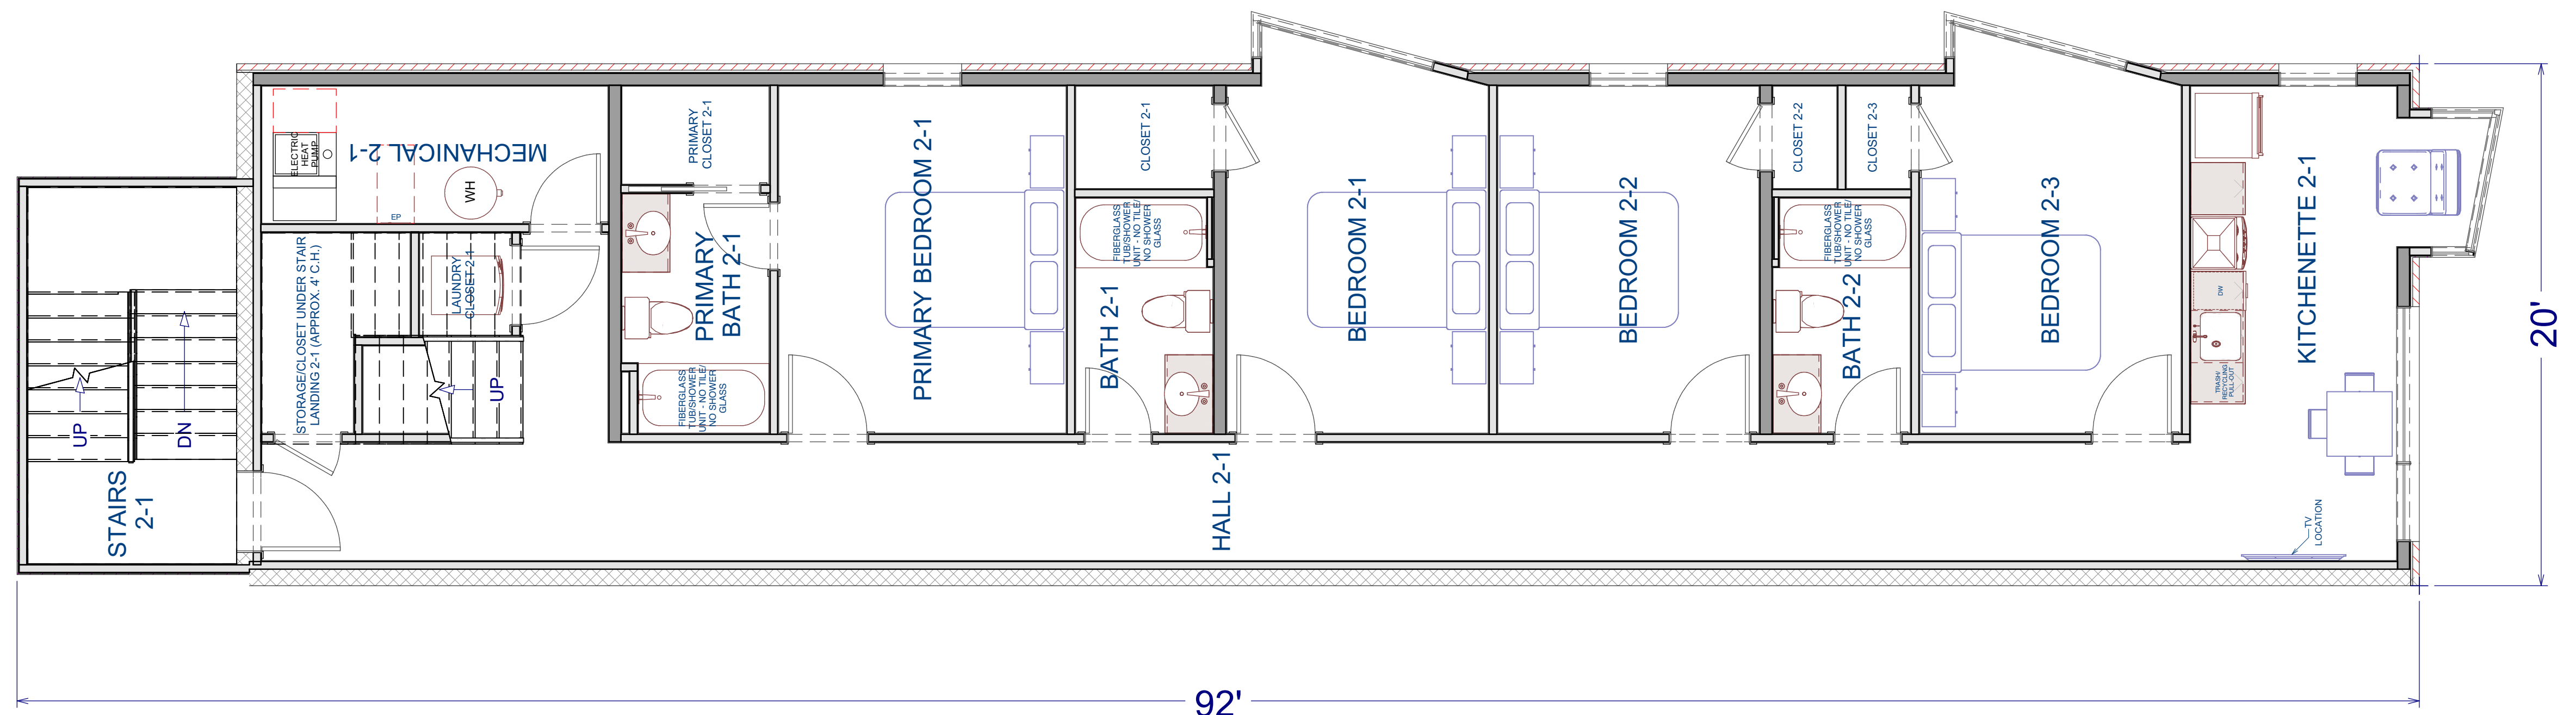 STAIRS
2-1
UP
DN
ELECTRIC
HEAT
PUMP
MECHANICAL 2-1
WH
EP
STORAGE/CLOSET UNDER STAIR
LANDING 2-1 (APPROX. 4' C.H.)
LAUNDRY
CLOSET 2-1
UP
PRIMARY
CLOSET 2-1
PRIMARY
BATH 2-1
FIBERGLASS
TUB/SHOWER
UNIT - NO TILE/
NO SHOWER
GLASS
PRIMARY BEDROOM 2-1
CLOSET 2-1
FIBERGLASS
TUB/SHOWER
UNIT - NO TILE/
NO SHOWER
GLASS
BATH 2-1
HALL 2-1
BEDROOM 2-1
BEDROOM 2-2
CLOSET 2-2
CLOSET 2-3
FIBERGLASS
TUB/SHOWER
UNIT - NO TILE/
NO SHOWER
GLASS
BATH 2-2
BEDROOM 2-3
DW
TRASH/
RECYCLING
PULL-OUT
KITCHENETTE 2-1
TV
LOCATION
20'
92'